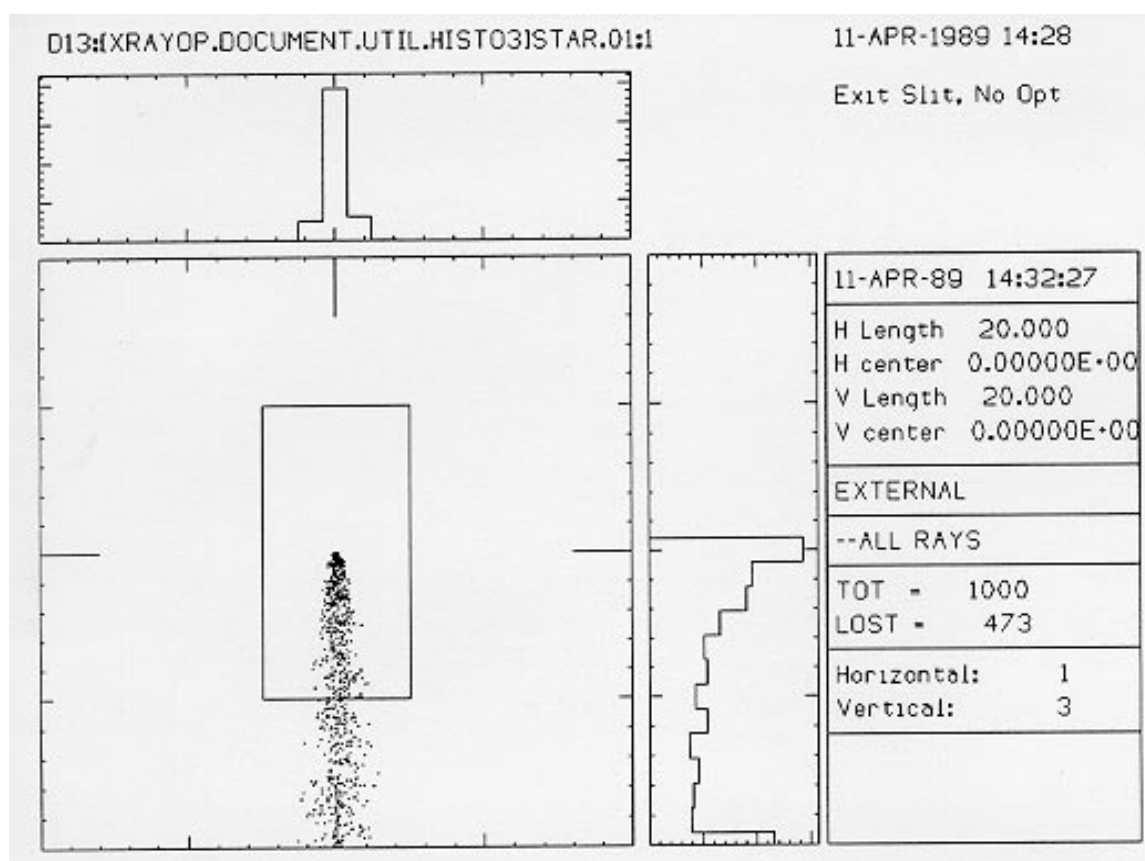 D13:[XRAYOP.DOCUMENT.UTIL.HISTO3]STAR.01;1
11-APR-1989 14:28
Exit Slit, No Opt
11-APR-89 14:32:27
H Length 20.000
H center 0.00000E+00
V Length 20.000
V center 0.00000E+00
EXTERNAL
--ALL RAYS
TOT = 1000
LOST = 473
Horizontal: 1
Vertical: 3